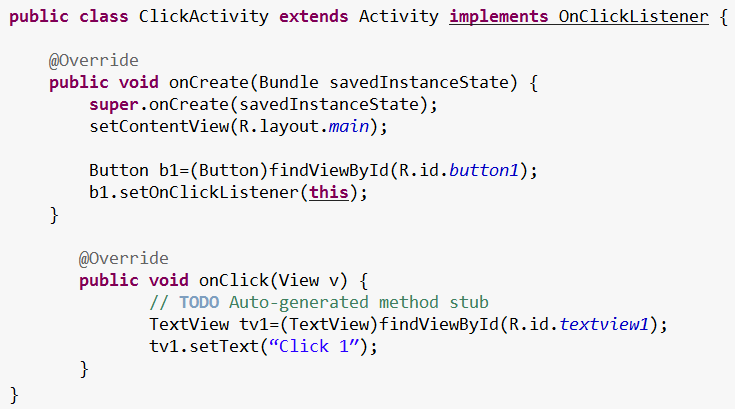 public class ClickActivity extends Activity implements OnClickListener {
@Override
public void onCreate(Bundle savedInstanceState) {
super.onCreate(savedInstanceState);
setContentView(R.layout.main);
Button b1=(Button)findViewById(R.id.button1);
b1.setOnClickListener(this);
}
@Override
public void onClick(View v) {
// TODO Auto-generated method stub
TextView tv1=(TextView)findViewById(R.id.textview1);
tv1.setText(“Click 1”);
}
}